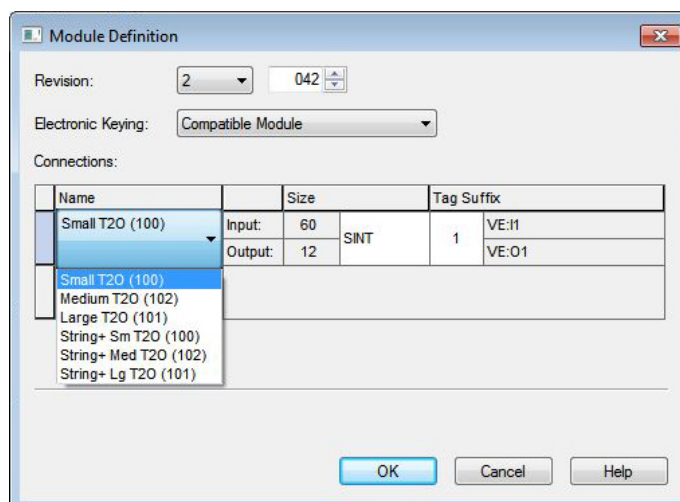 Module Definition
Revision: 2 042
Electronic Keying: Compatible Module
Connections:
Name Size Tag Suffix
Small T2O (100) Input: 60 SINT 1 VE:I1
Output: 12 VE:O1
Small T2O (100)
Medium T2O (102)
Large T2O (101)
String+ Sm T2O (100)
String+ Med T2O (102)
String+ Lg T2O (101)
OK Cancel Help